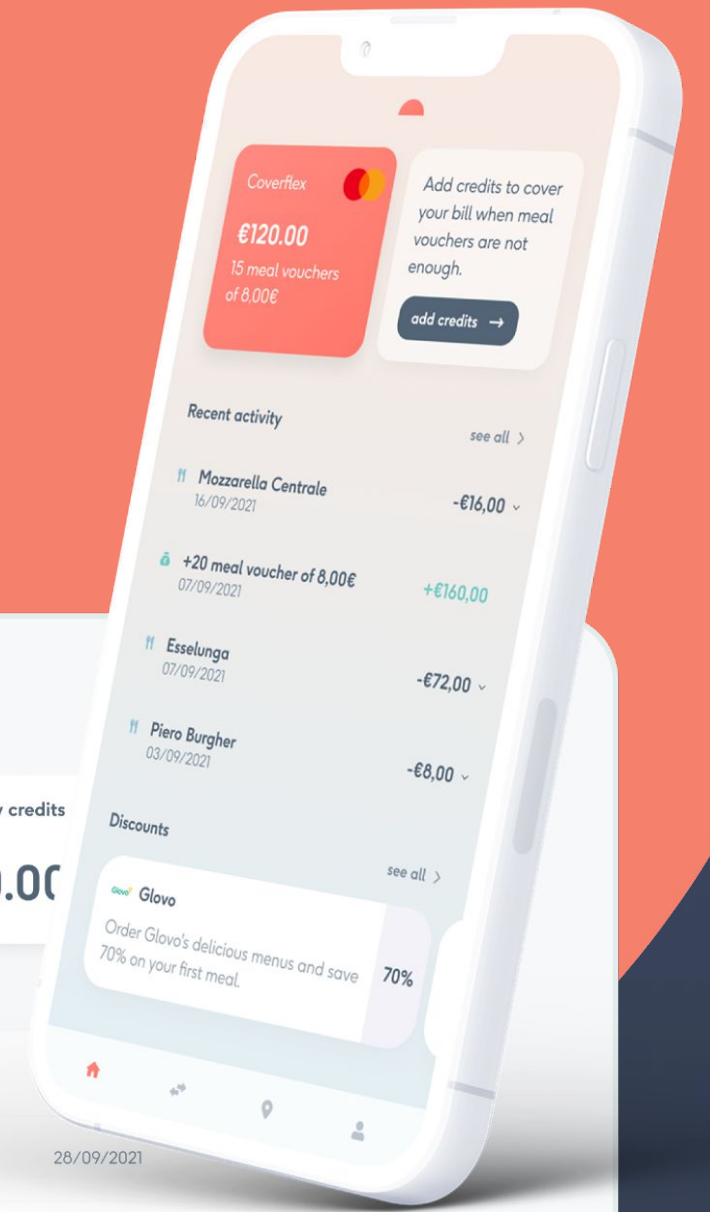 Coverflex
€120.00
15 meal vouchers
of 8,00€
Add credits to cover
your bill when meal
vouchers are not
enough.
add credits →
Recent activity
see all >
Mozzarella Centrale
-€16,00
16/09/2021
+20 meal voucher of 8,00€
+€160,00
07/09/2021
Esselunga
-€72,00
07/09/2021
Piero Burgher
-€8,00
03/09/2021
credits
Discounts
see all >
Glovo
Glovo
Order Glovo's delicious menus and save
70% on your first meal.
70%
28/09/2021